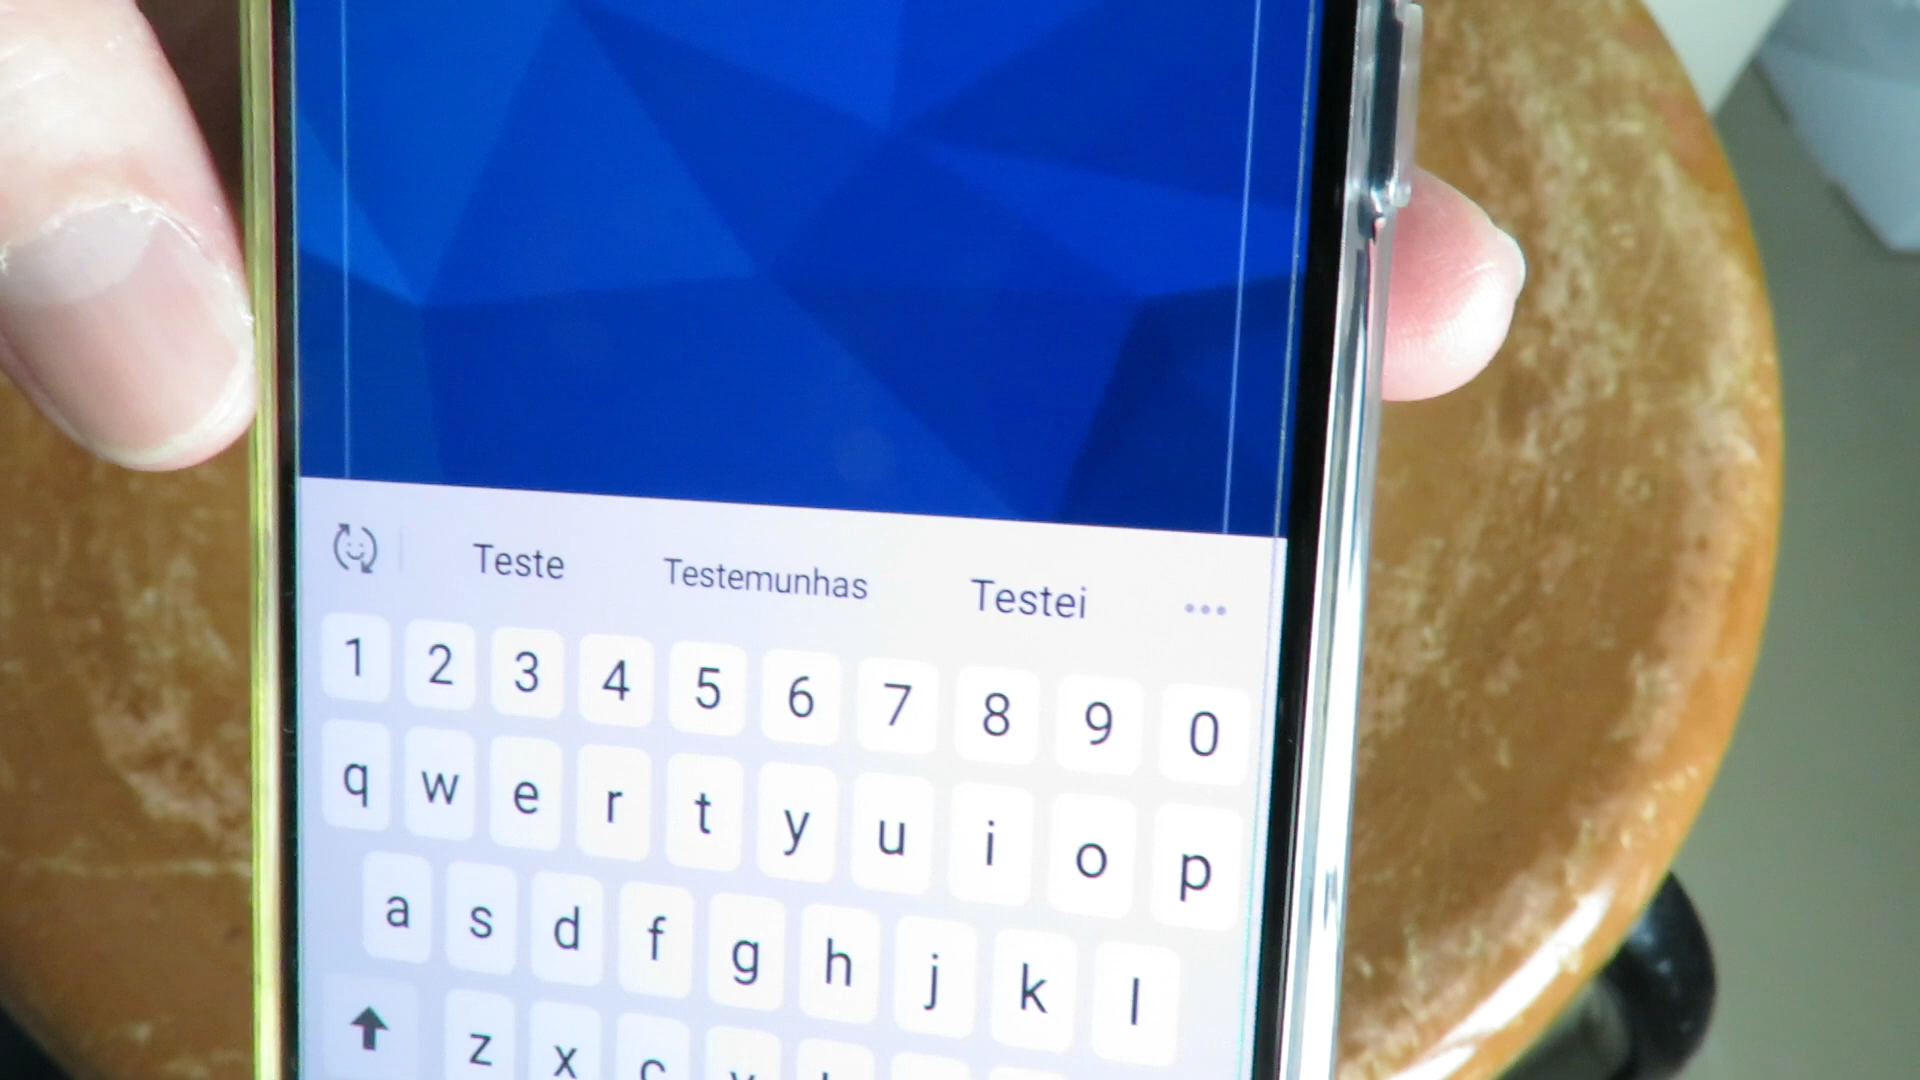 Teste Testemunhas Testei
1 2 3 4 5 6 7 8 9 0
q w e r t y u i o p
a s d f g h j k l
z x c v